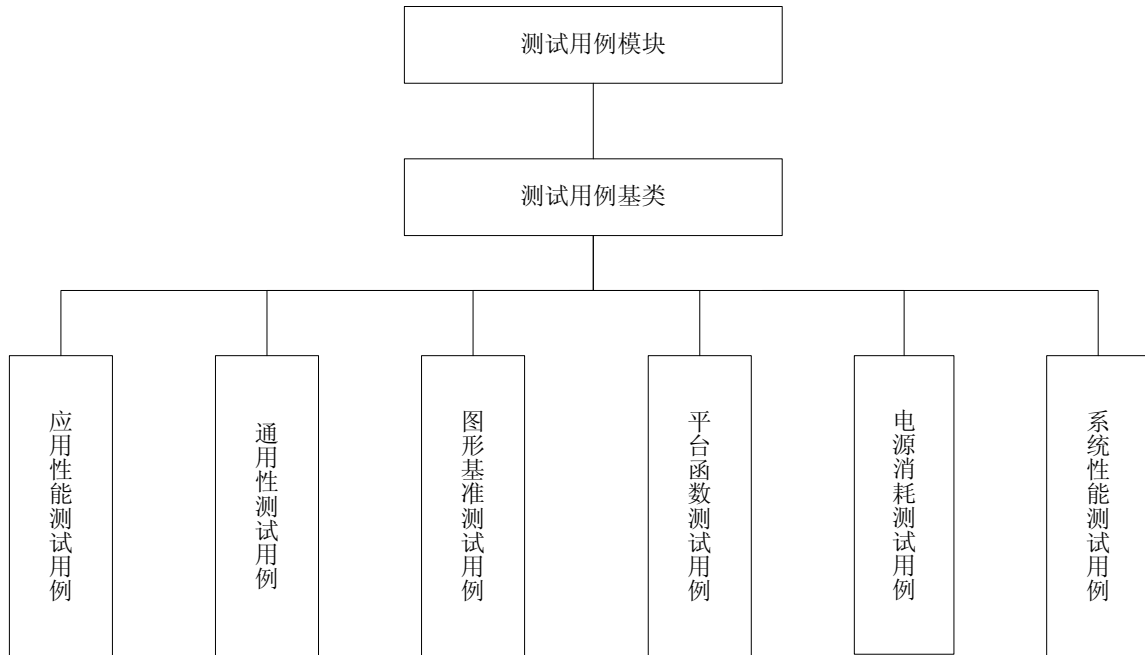 测试用例模块
测试用例基类
应用性能测试用例
通用性测试用例
图形基准测试用例
平台函数测试用例
电源消耗测试用例
系统性能测试用例